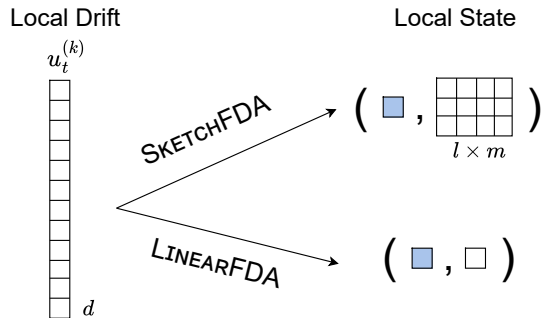 Local Drift
Local State
u_t^{(k)}
SKETCHFDA
( , )
l × m
LINEARFDA
( , )
d